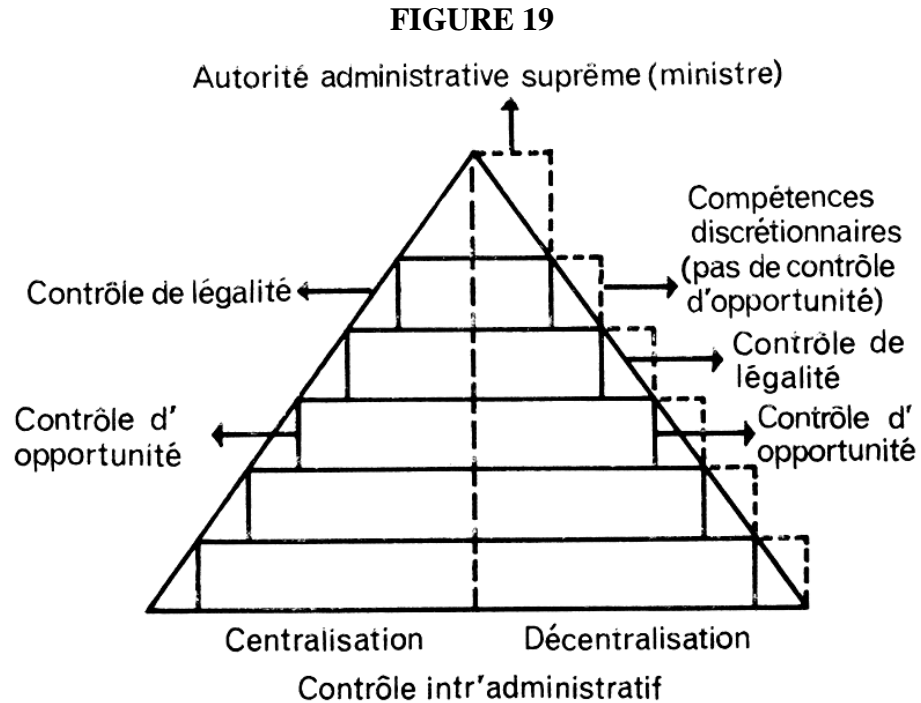 FIGURE 19
Autorité administrative suprême (ministre)
Compétences
discrétionnaires
(pas de contrôle
d'opportunité)
Contrôle de légalité
Contrôle de
légalité
Contrôle d'
opportunité
Contrôle d'
opportunité
Centralisation
Décentralisation
Contrôle intr'administratif